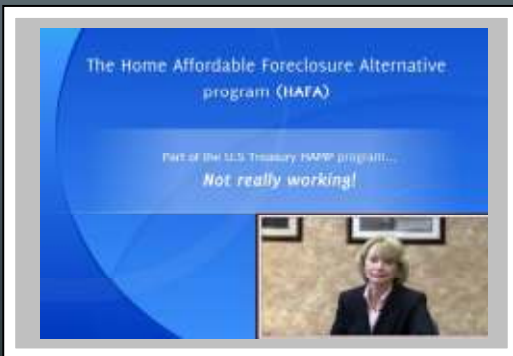 The Home Affordable Foreclosure Alternative
program (HAFA)
Part of the U.S Treasury HAMP program...
Not really working!